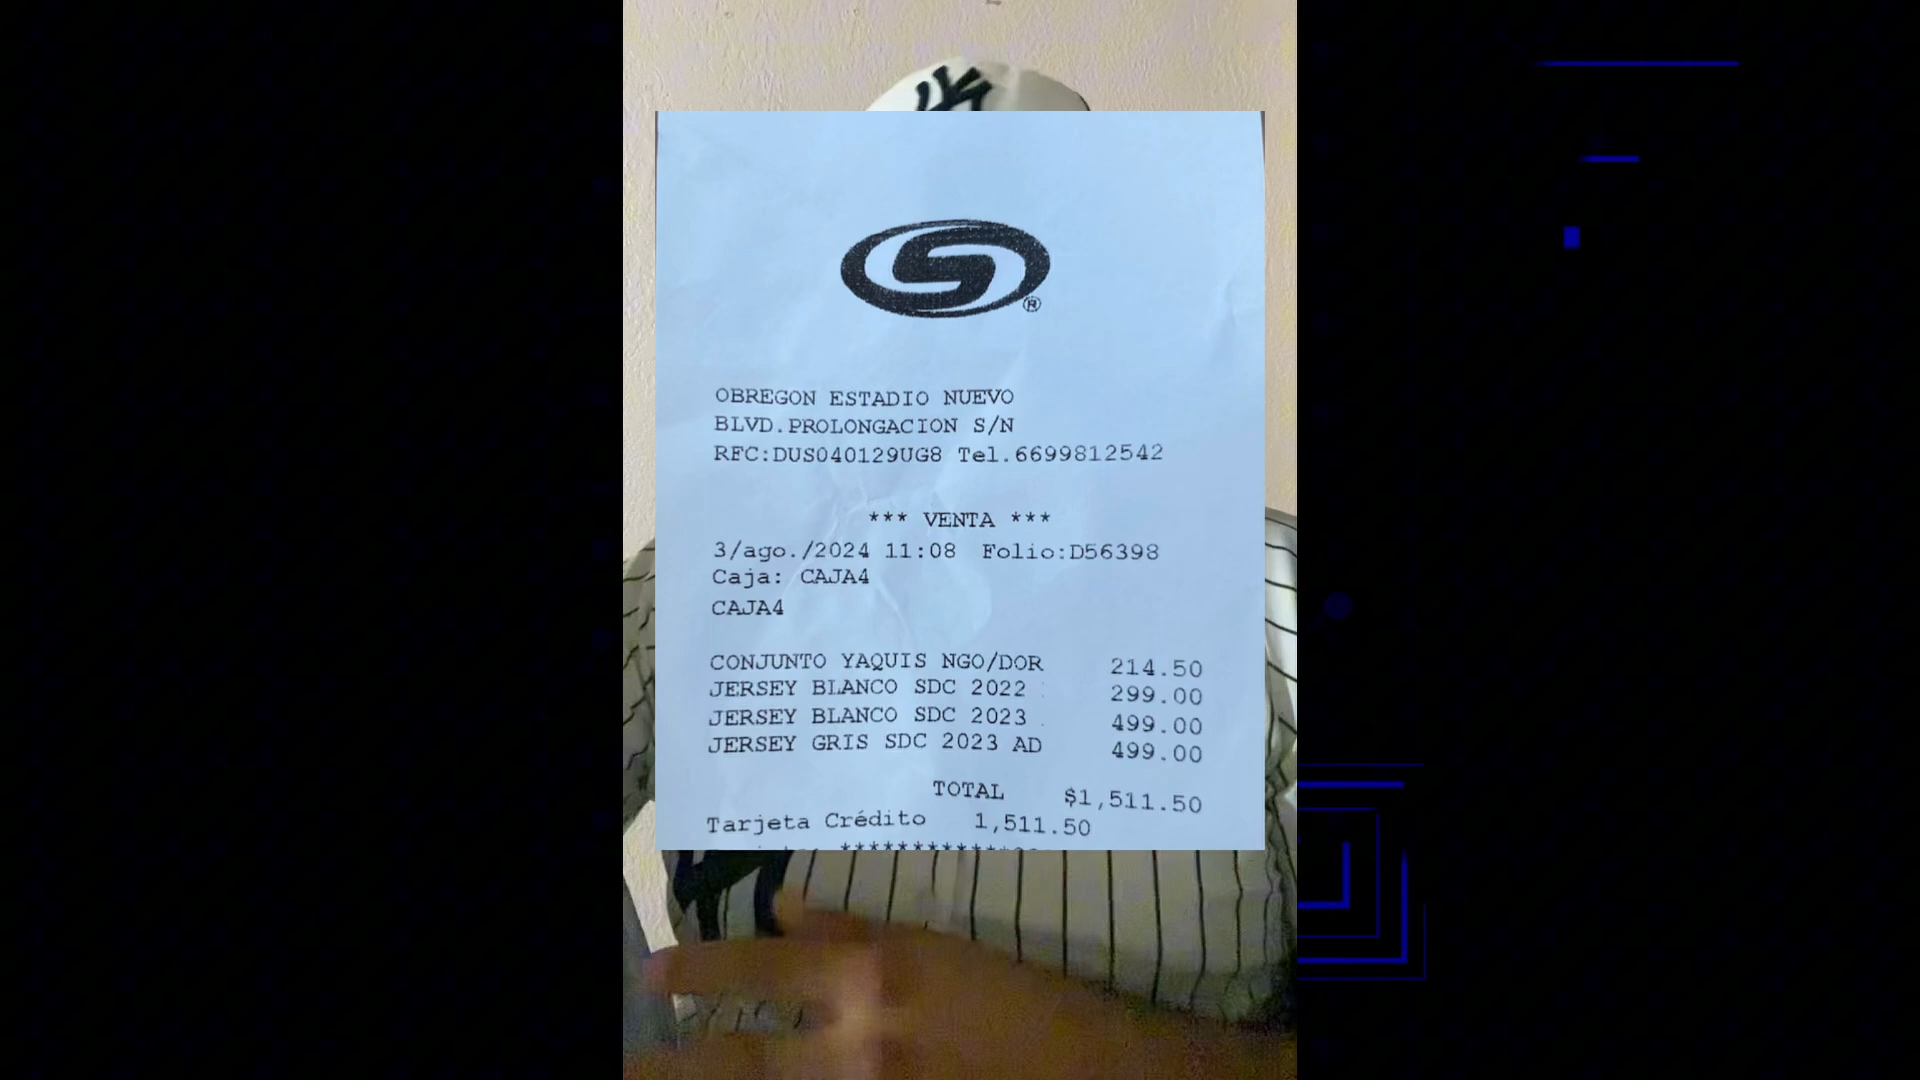 NY
S
®
OBREGON ESTADIO NUEVO
BLVD.PROLONGACION S/N
RFC:DUS040129UG8 Tel.6699812542
*** VENTA ***
3/ago./2024 11:08 Folio:D56398
Caja: CAJA4
CAJA4
CONJUNTO YAQUIS NGO/DOR 214.50
JERSEY BLANCO SDC 2022 299.00
JERSEY BLANCO SDC 2023 499.00
JERSEY GRIS SDC 2023 AD 499.00
TOTAL $1,511.50
Tarjeta Crédito 1,511.50